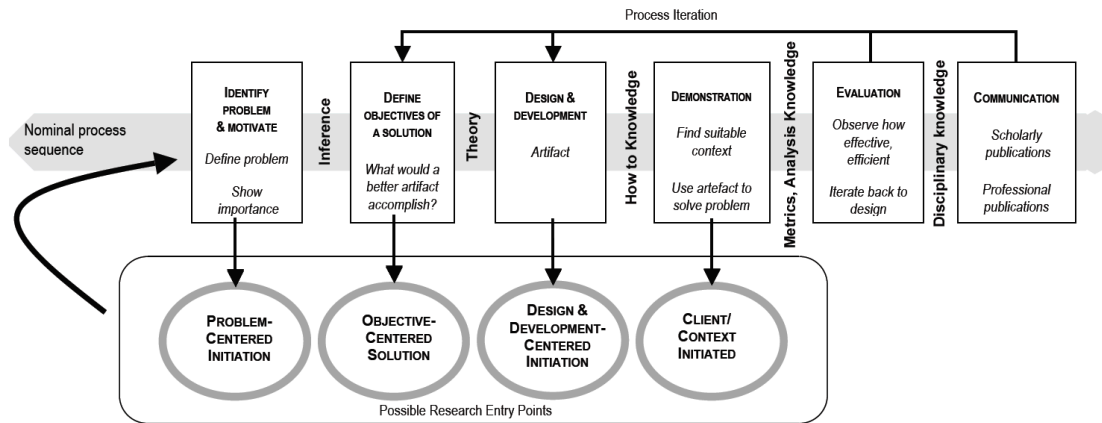 Process Iteration
Nominal process
sequence
IDENTIFY
PROBLEM
& MOTIVATE
Define problem
Show
importance
Inference
DEFINE
OBJECTIVES OF
A SOLUTION
What would a
better artifact
accomplish?
Theory
DESIGN &
DEVELOPMENT
Artifact
How to Knowledge
DEMONSTRATION
Find suitable
context
Use artefact to
solve problem
Metrics, Analysis Knowledge
EVALUATION
Observe how
effective,
efficient
Iterate back to
design
Disciplinary knowledge
COMMUNICATION
Scholarly
publications
Professional
publications
PROBLEM-
CENTERED
INITIATION
OBJECTIVE-
CENTERED
SOLUTION
DESIGN &
DEVELOPMENT-
CENTERED
INITIATION
CLIENT/
CONTEXT
INITIATED
Possible Research Entry Points